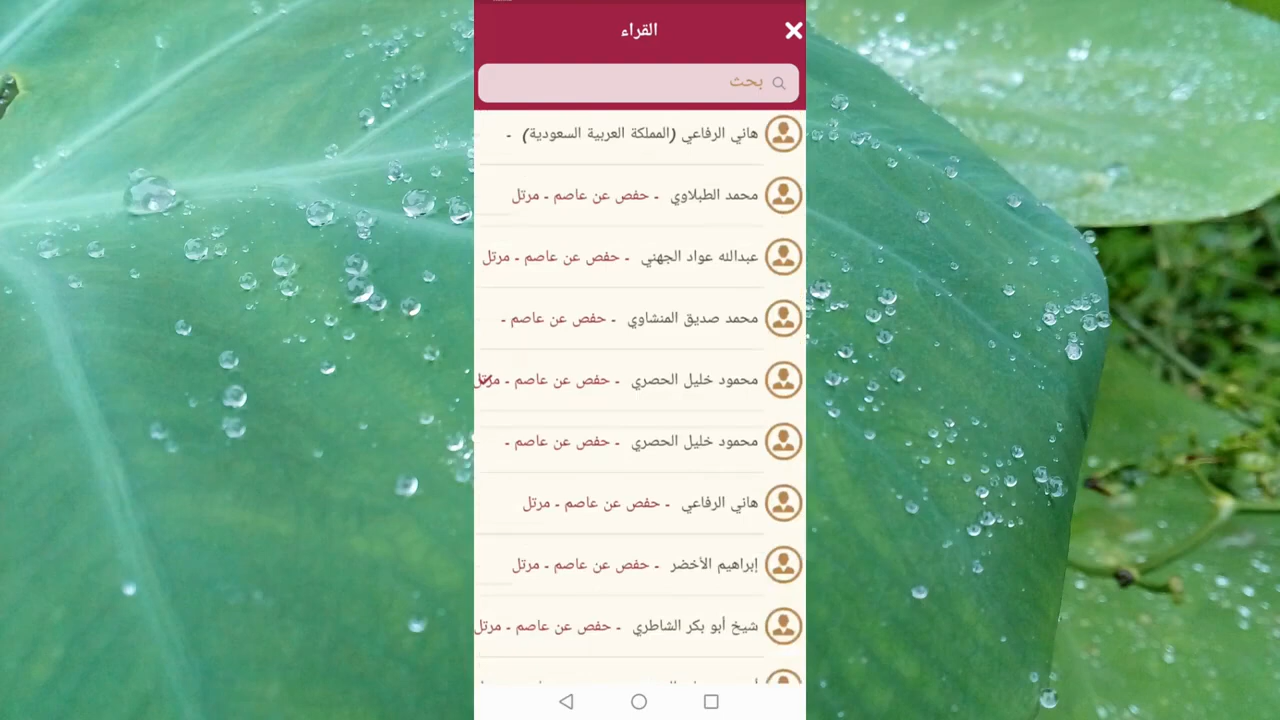 القراء
بحث
هاني الرفاعي (المملكة العربية السعودية) -
محمد الطبلاوي - حفص عن عاصم - مرتل
عبدالله عواد الجهني - حفص عن عاصم - مرتل
محمد صديق المنشاوي - حفص عن عاصم -
محمود خليل الحصري - حفص عن عاصم - مرتل
محمود خليل الحصري - حفص عن عاصم -
هاني الرفاعي - حفص عن عاصم - مرتل
إبراهيم الأخضر - حفص عن عاصم - مرتل
شيخ أبو بكر الشاطري - حفص عن عاصم - مرتل